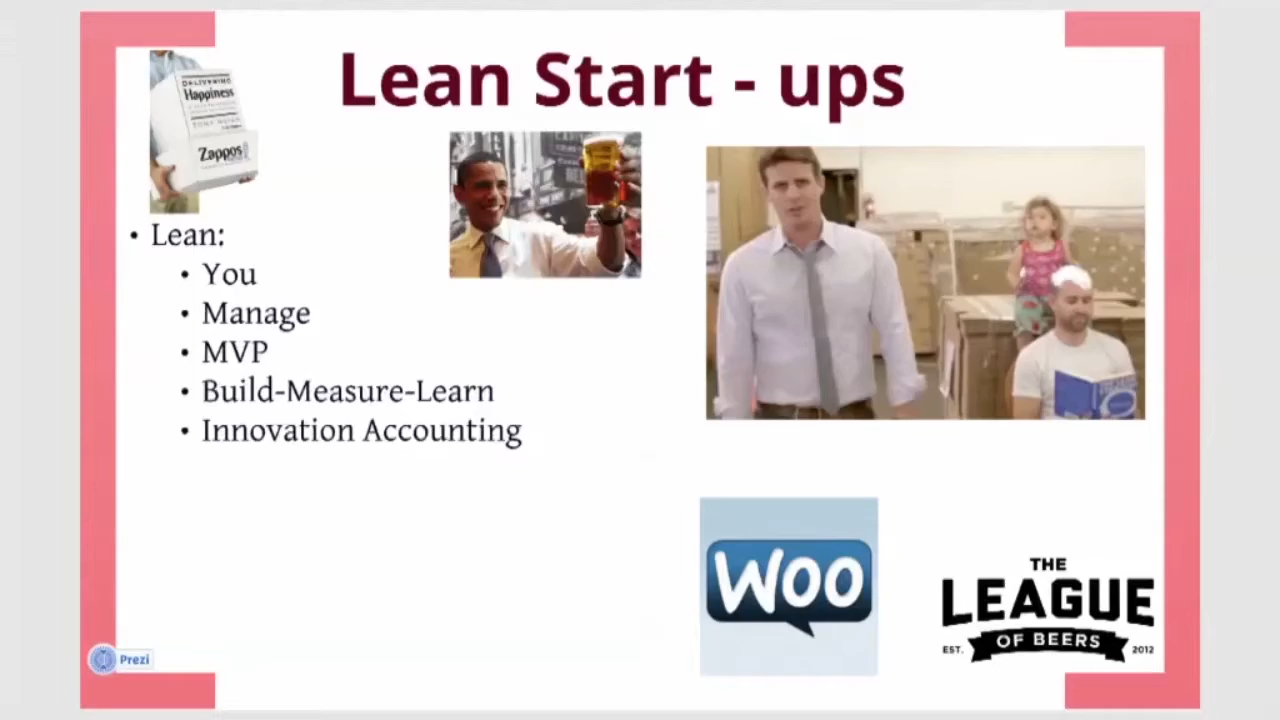 Lean Start - ups
DELIVERING
Happiness
Zappos
• Lean:
• You
• Manage
• MVP
• Build-Measure-Learn
• Innovation Accounting
WOO
THE
LEAGUE
OF BEERS
EST. 2012
Prezi